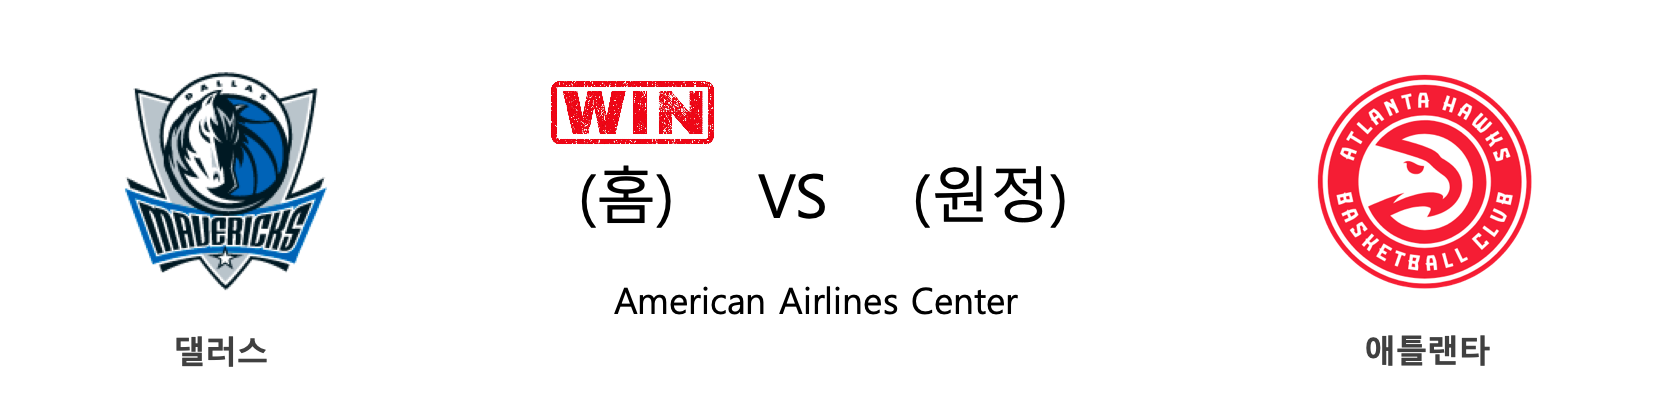 DALLAS
MAVERICKS
댈러스
WIN
(홈) VS (원정)
American Airlines Center
ATLANTA HAWKS
BASKETBALL CLUB
애틀랜타